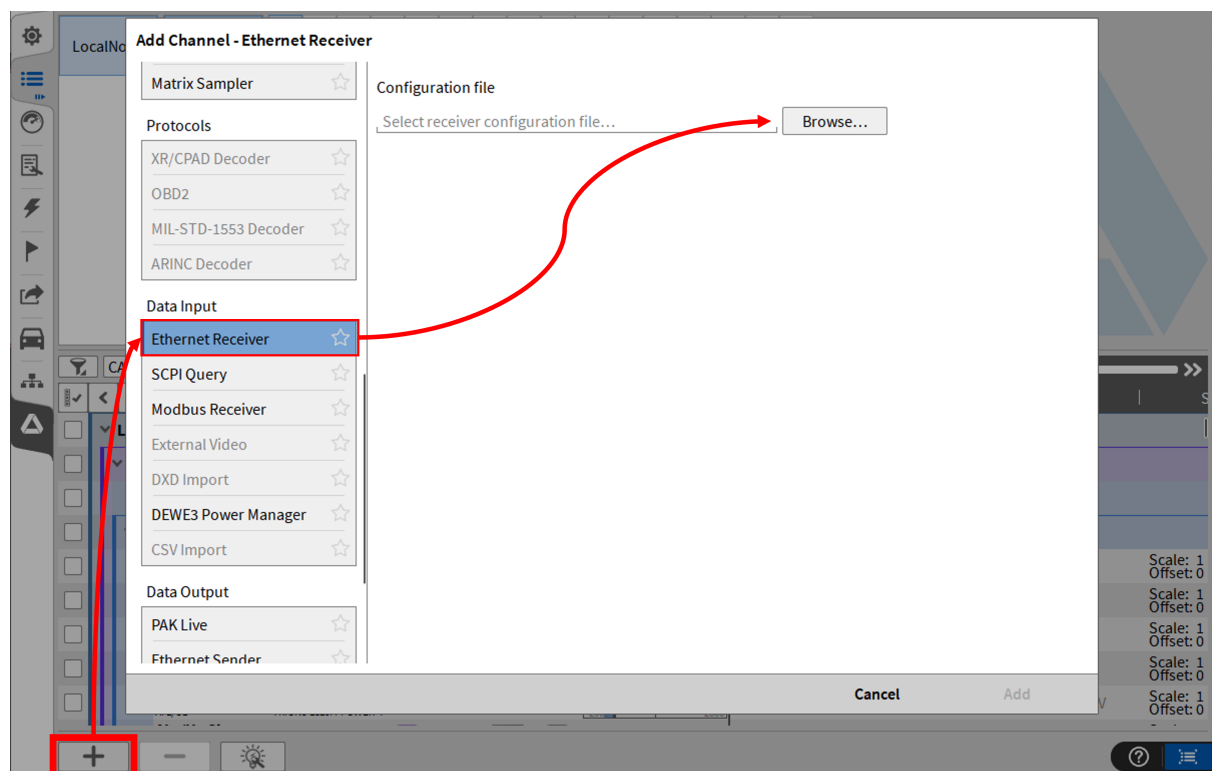 LocalNo
Add Channel - Ethernet Receiver
Matrix Sampler
Configuration file
Select receiver configuration file...
Browse...
Protocols
XR/CPAD Decoder
OBD2
MIL-STD-1553 Decoder
ARINC Decoder
Data Input
Ethernet Receiver
SCPI Query
Modbus Receiver
External Video
DXD Import
DEWE3 Power Manager
CSV Import
Data Output
PAK Live
Ethernet Sender
Cancel
Add
CA
L
S
Scale: 1
Offset: 0
Scale: 1
Offset: 0
Scale: 1
Offset: 0
Scale: 1
Offset: 0
Scale: 1
Offset: 0